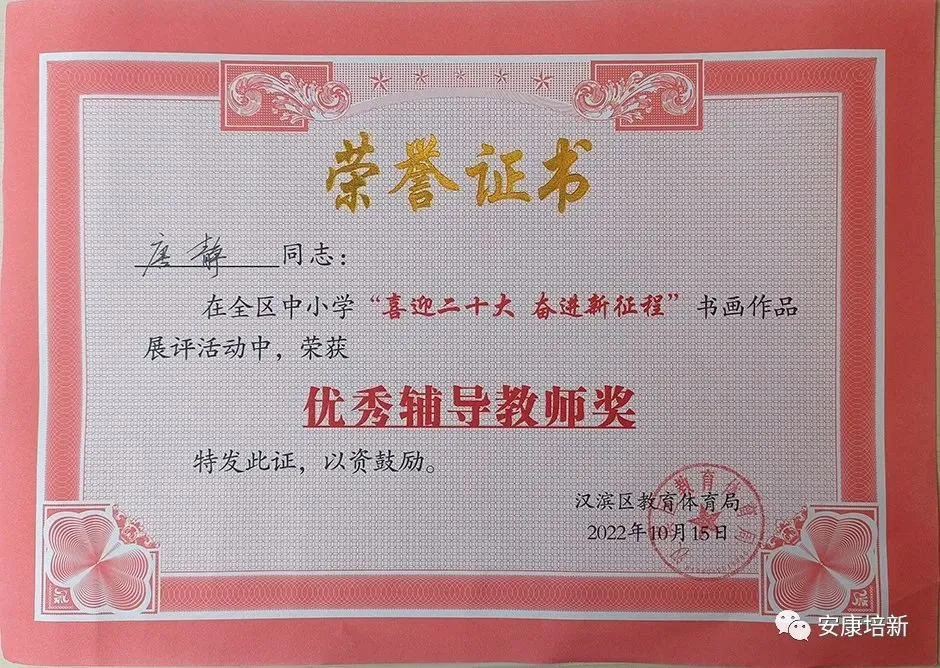 荣誉证书
唐静 同志：
在全区中小学“喜迎二十大 奋进新征程”书画作品
展评活动中，荣获
优秀辅导教师奖
特发此证，以资鼓励。
汉滨区教育体育局
2022年10月15日
安康培新